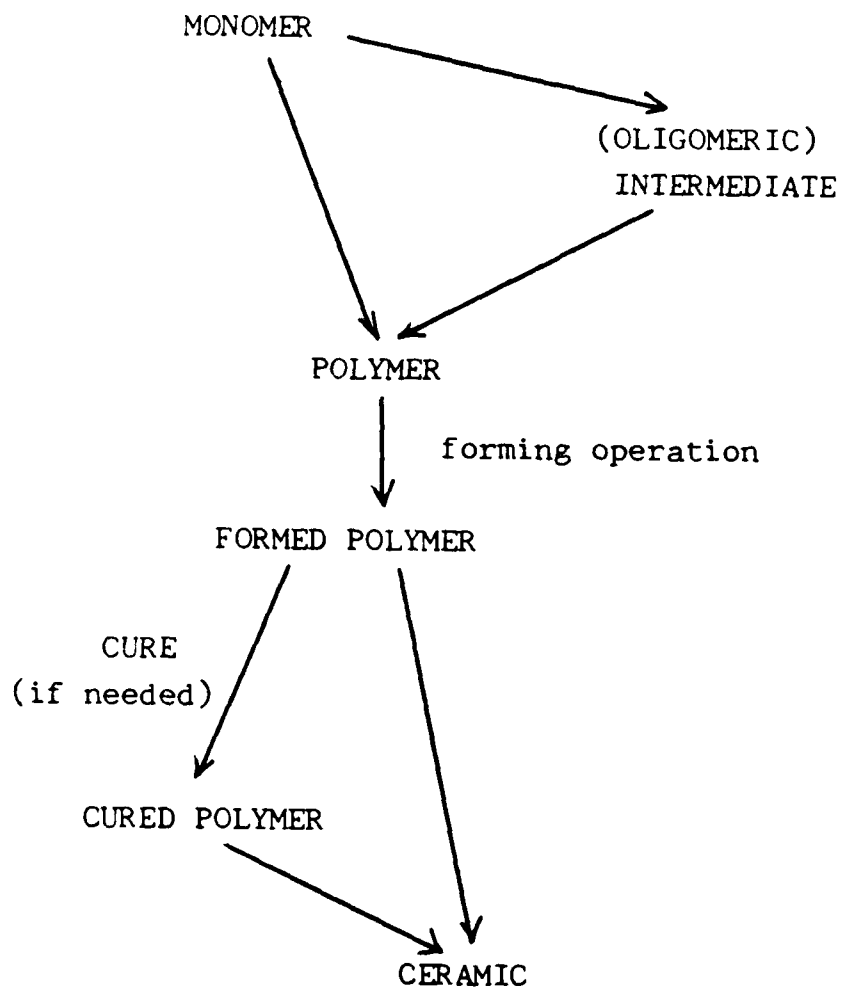 MONOMER
(OLIGOMERIC)
INTERMEDIATE
POLYMER
forming operation
FORMED POLYMER
CURE
(if needed)
CURED POLYMER
CERAMIC